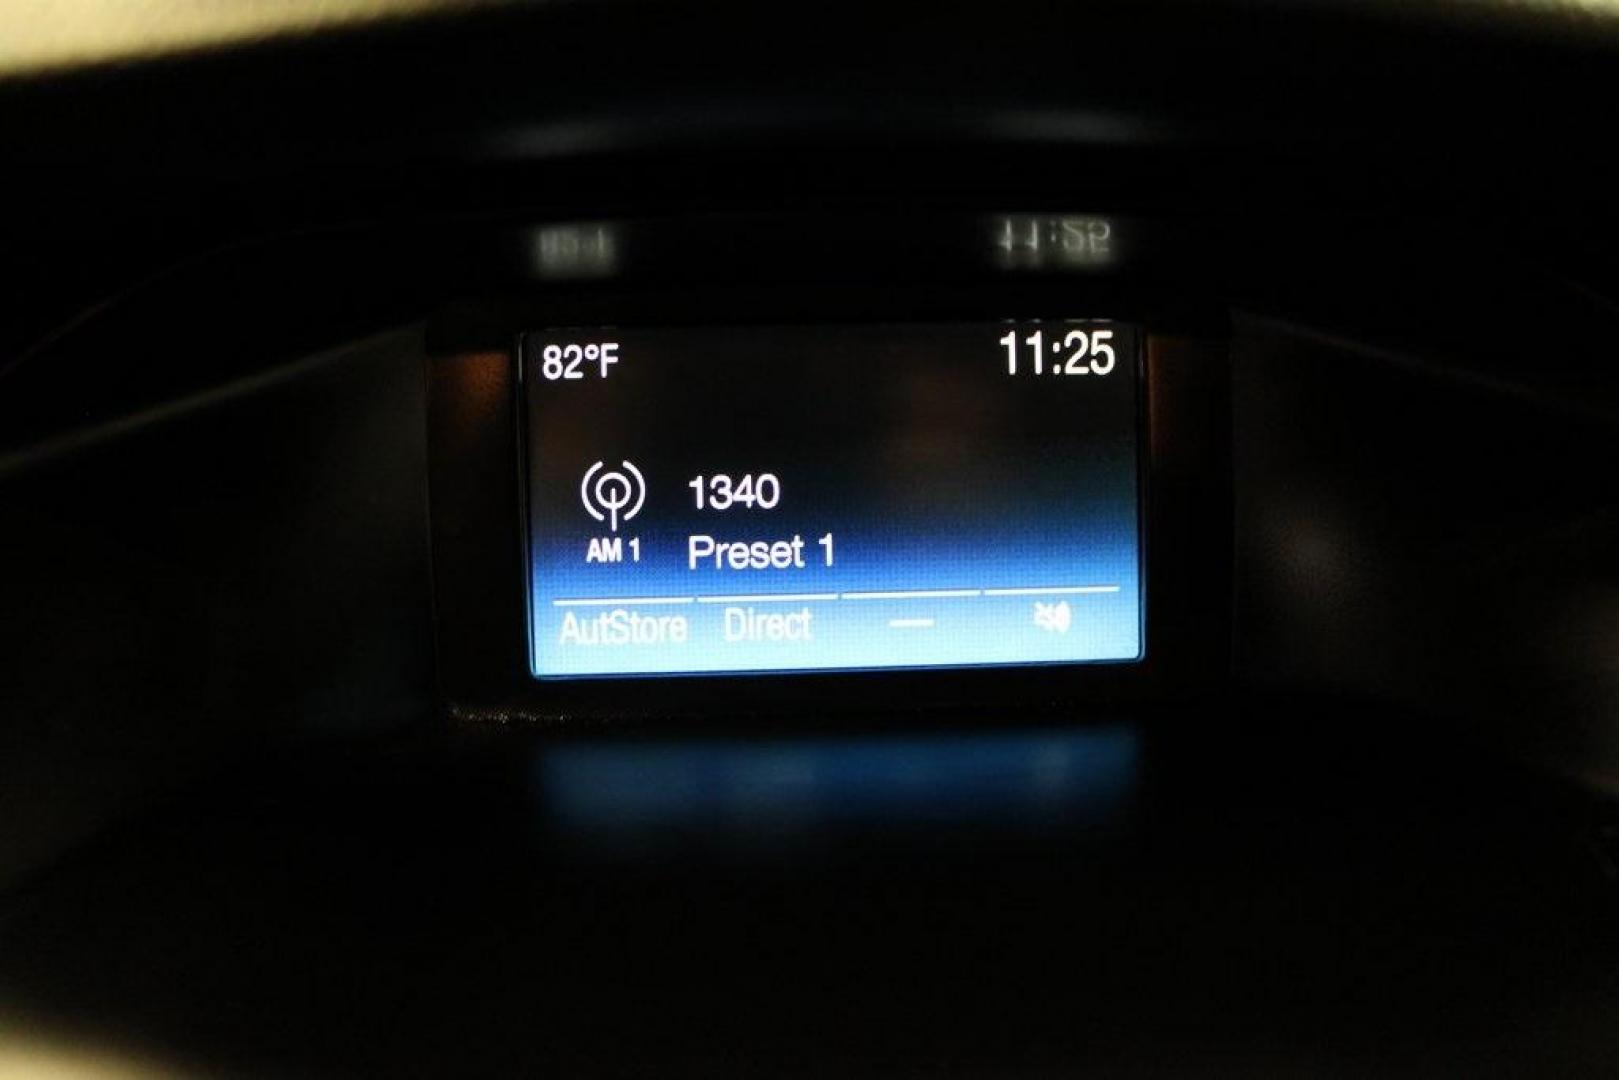 82°F 11:25
1340
AM 1 Preset 1
AutStore Direct —